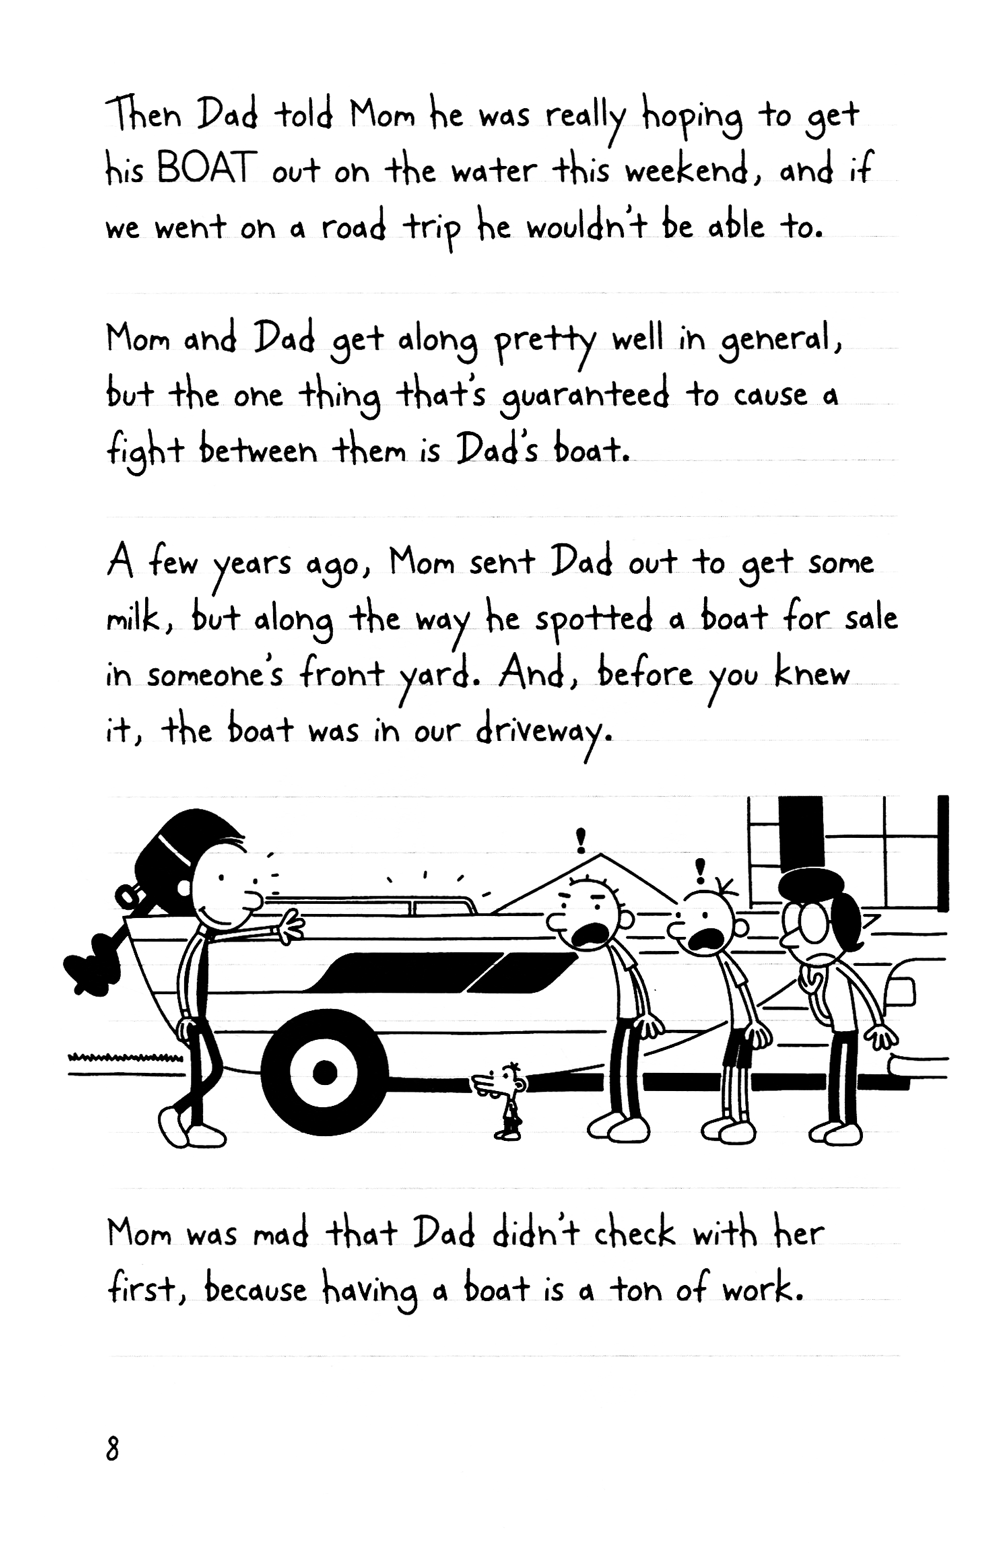 Then Dad told Mom he was really hoping to get
his BOAT out on the water this weekend, and if
we went on a road trip he wouldn't be able to.
Mom and Dad get along pretty well in general,
but the one thing that's guaranteed to cause a
fight between them is Dad's boat.
A few years ago, Mom sent Dad out to get some
milk, but along the way he spotted a boat for sale
in someone's front yard. And, before you knew
it, the boat was in our driveway.
!
!
Mom was mad that Dad didn't check with her
first, because having a boat is a ton of work.
8